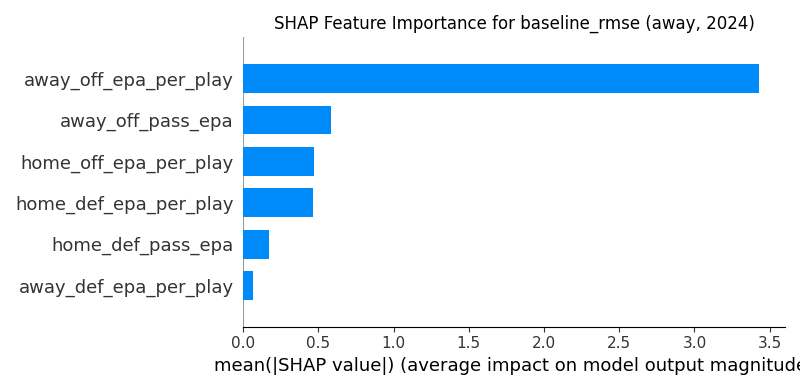 SHAP Feature Importance for baseline_rmse (away, 2024)
away_off_epa_per_play
away_off_pass_epa
home_off_epa_per_play
home_def_epa_per_play
home_def_pass_epa
away_def_epa_per_play
0.0 0.5 1.0 1.5 2.0 2.5 3.0 3.5
mean(|SHAP value|) (average impact on model output magnitude